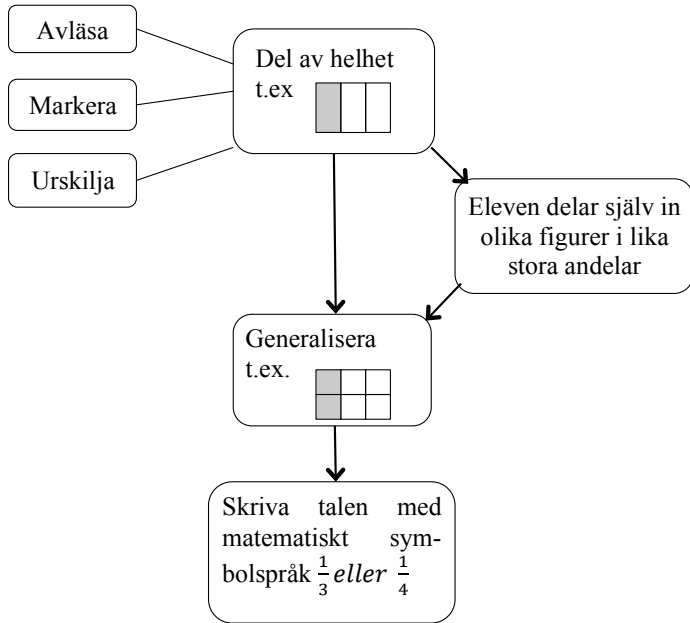 Avläsa
Markera
Urskilja
Del av helhet
t.ex
Eleven delar själv in
olika figurer i lika
stora andelar
Generalisera
t.ex.
Skriva talen med
matematiskt sym-
bolspråk 1/3 eller 1/4